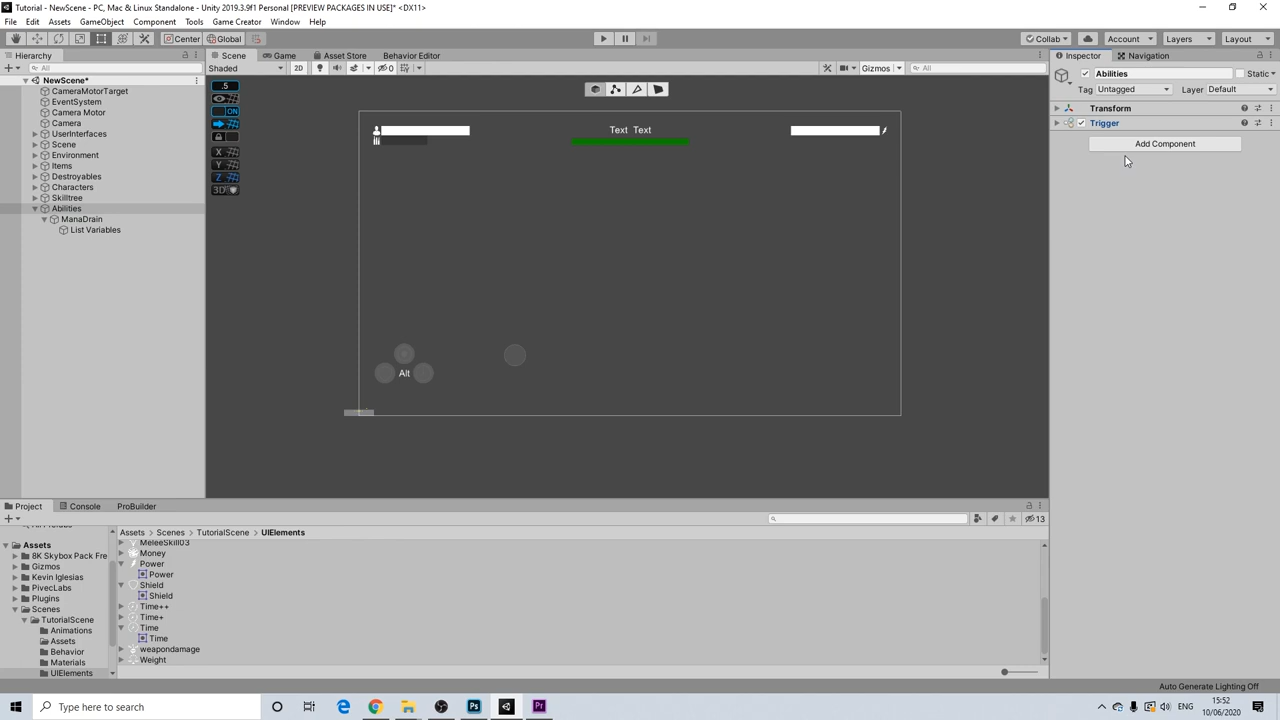 Tutorial - NewScene - PC, Mac & Linux Standalone - Unity 2019.3.9f1 Personal [PREVIEW PACKAGES IN USE]* <DX11>
File Edit Assets GameObject Component Tools Game Creator Window Help
Center Global Collab Account Layers Layout
Hierarchy Scene Game Asset Store Behavior Editor Inspector Navigation
All Shaded 2D 0 Gizmos All
NewScene*
CameraMotorTarget
EventSystem
Camera Motor
Camera
UserInterfaces
Scene
Environment
Items
Destroyables
Characters
Skilltree
Abilities
ManaDrain
List Variables
.5
ON
X
Y
Z
3D
Text Text
Alt
Abilities Static
Tag Untagged Layer Default
Transform
Trigger
Add Component
Project Console ProBuilder
13
Assets
8K Skybox Pack Fre
Gizmos
Kevin Iglesias
PivecLabs
Plugins
Scenes
TutorialScene
Animations
Assets
Behavior
Materials
UIElements
Assets > Scenes > TutorialScene > UIElements
MeleeSkill03
Money
Power
Power
Shield
Shield
Time++
Time+
Time
Time
weapondamage
Weight
Auto Generate Lighting Off
Type here to search
ENG
15:52
10/06/2020